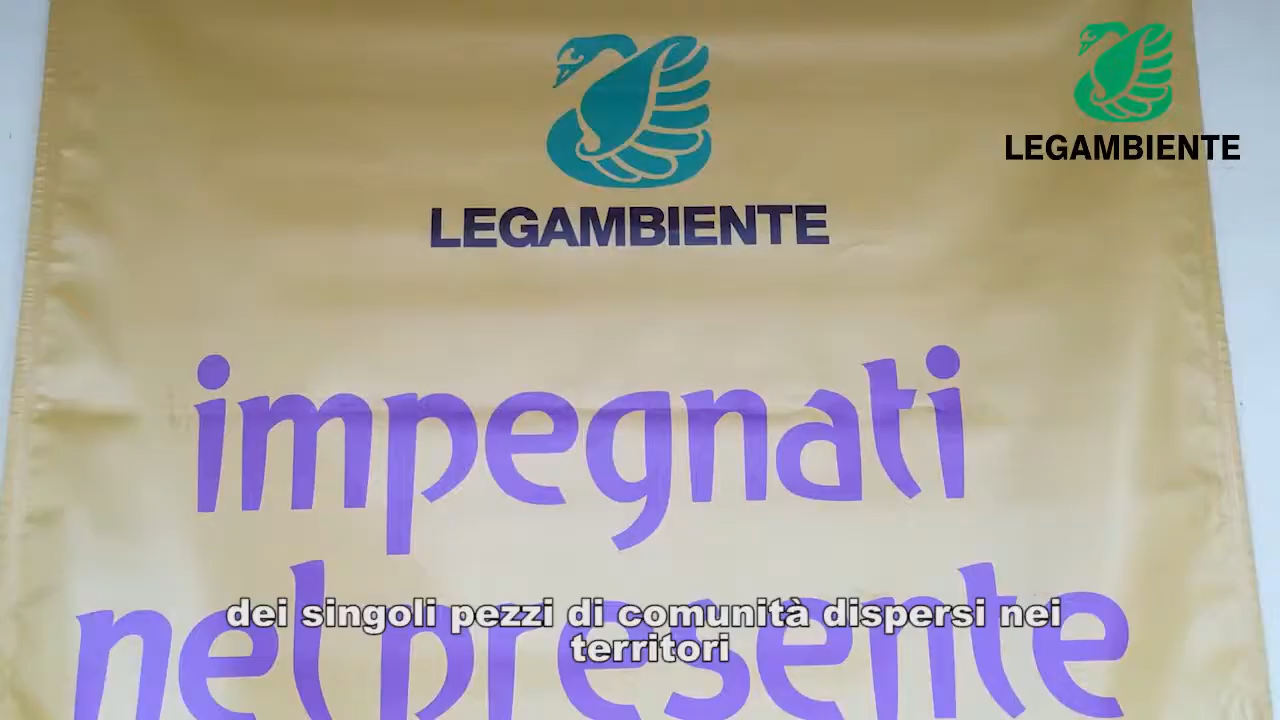 LEGAMBIENTE
LEGAMBIENTE
impegnati
nel presente
dei singoli pezzi di comunità dispersi nei
territori